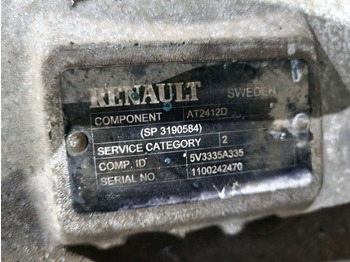 RENAULT SWEDEN
COMPONENT AT2412D
(SP 3190584)
SERVICE CATEGORY 2
COMP. ID 5V3335A335
SERIAL NO 1100242470